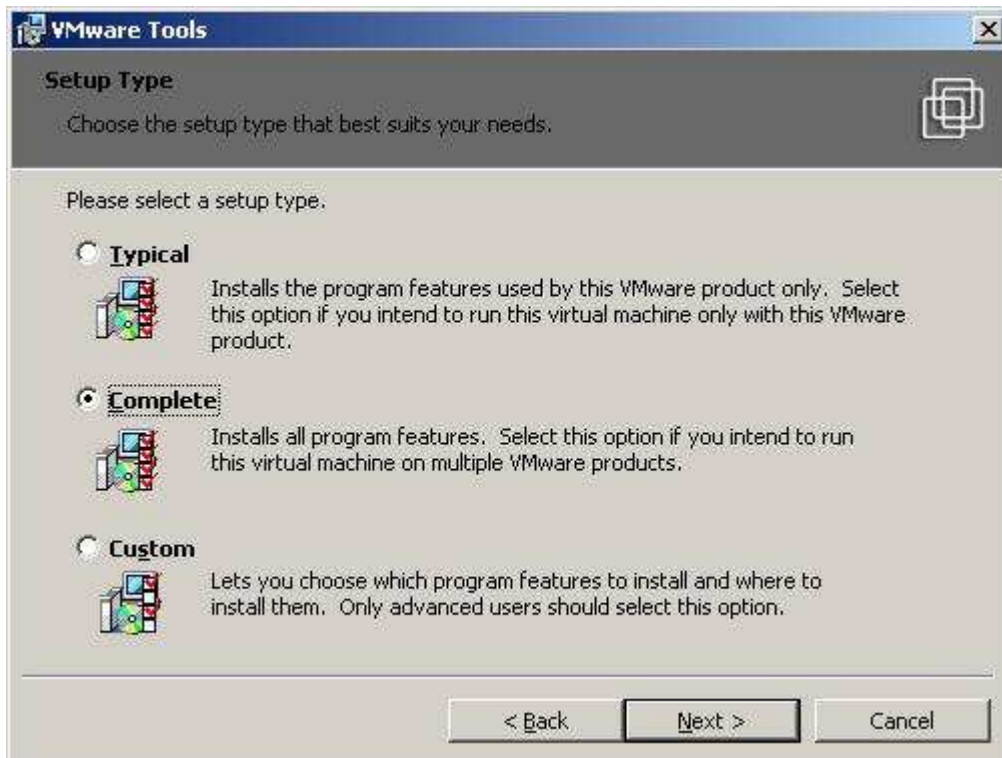 VMware Tools
Setup Type
Choose the setup type that best suits your needs.
Please select a setup type.
Typical
Installs the program features used by this VMware product only. Select
this option if you intend to run this virtual machine only with this VMware
product.
Complete
Installs all program features. Select this option if you intend to run
this virtual machine on multiple VMware products.
Custom
Lets you choose which program features to install and where to
install them. Only advanced users should select this option.
< Back Next > Cancel